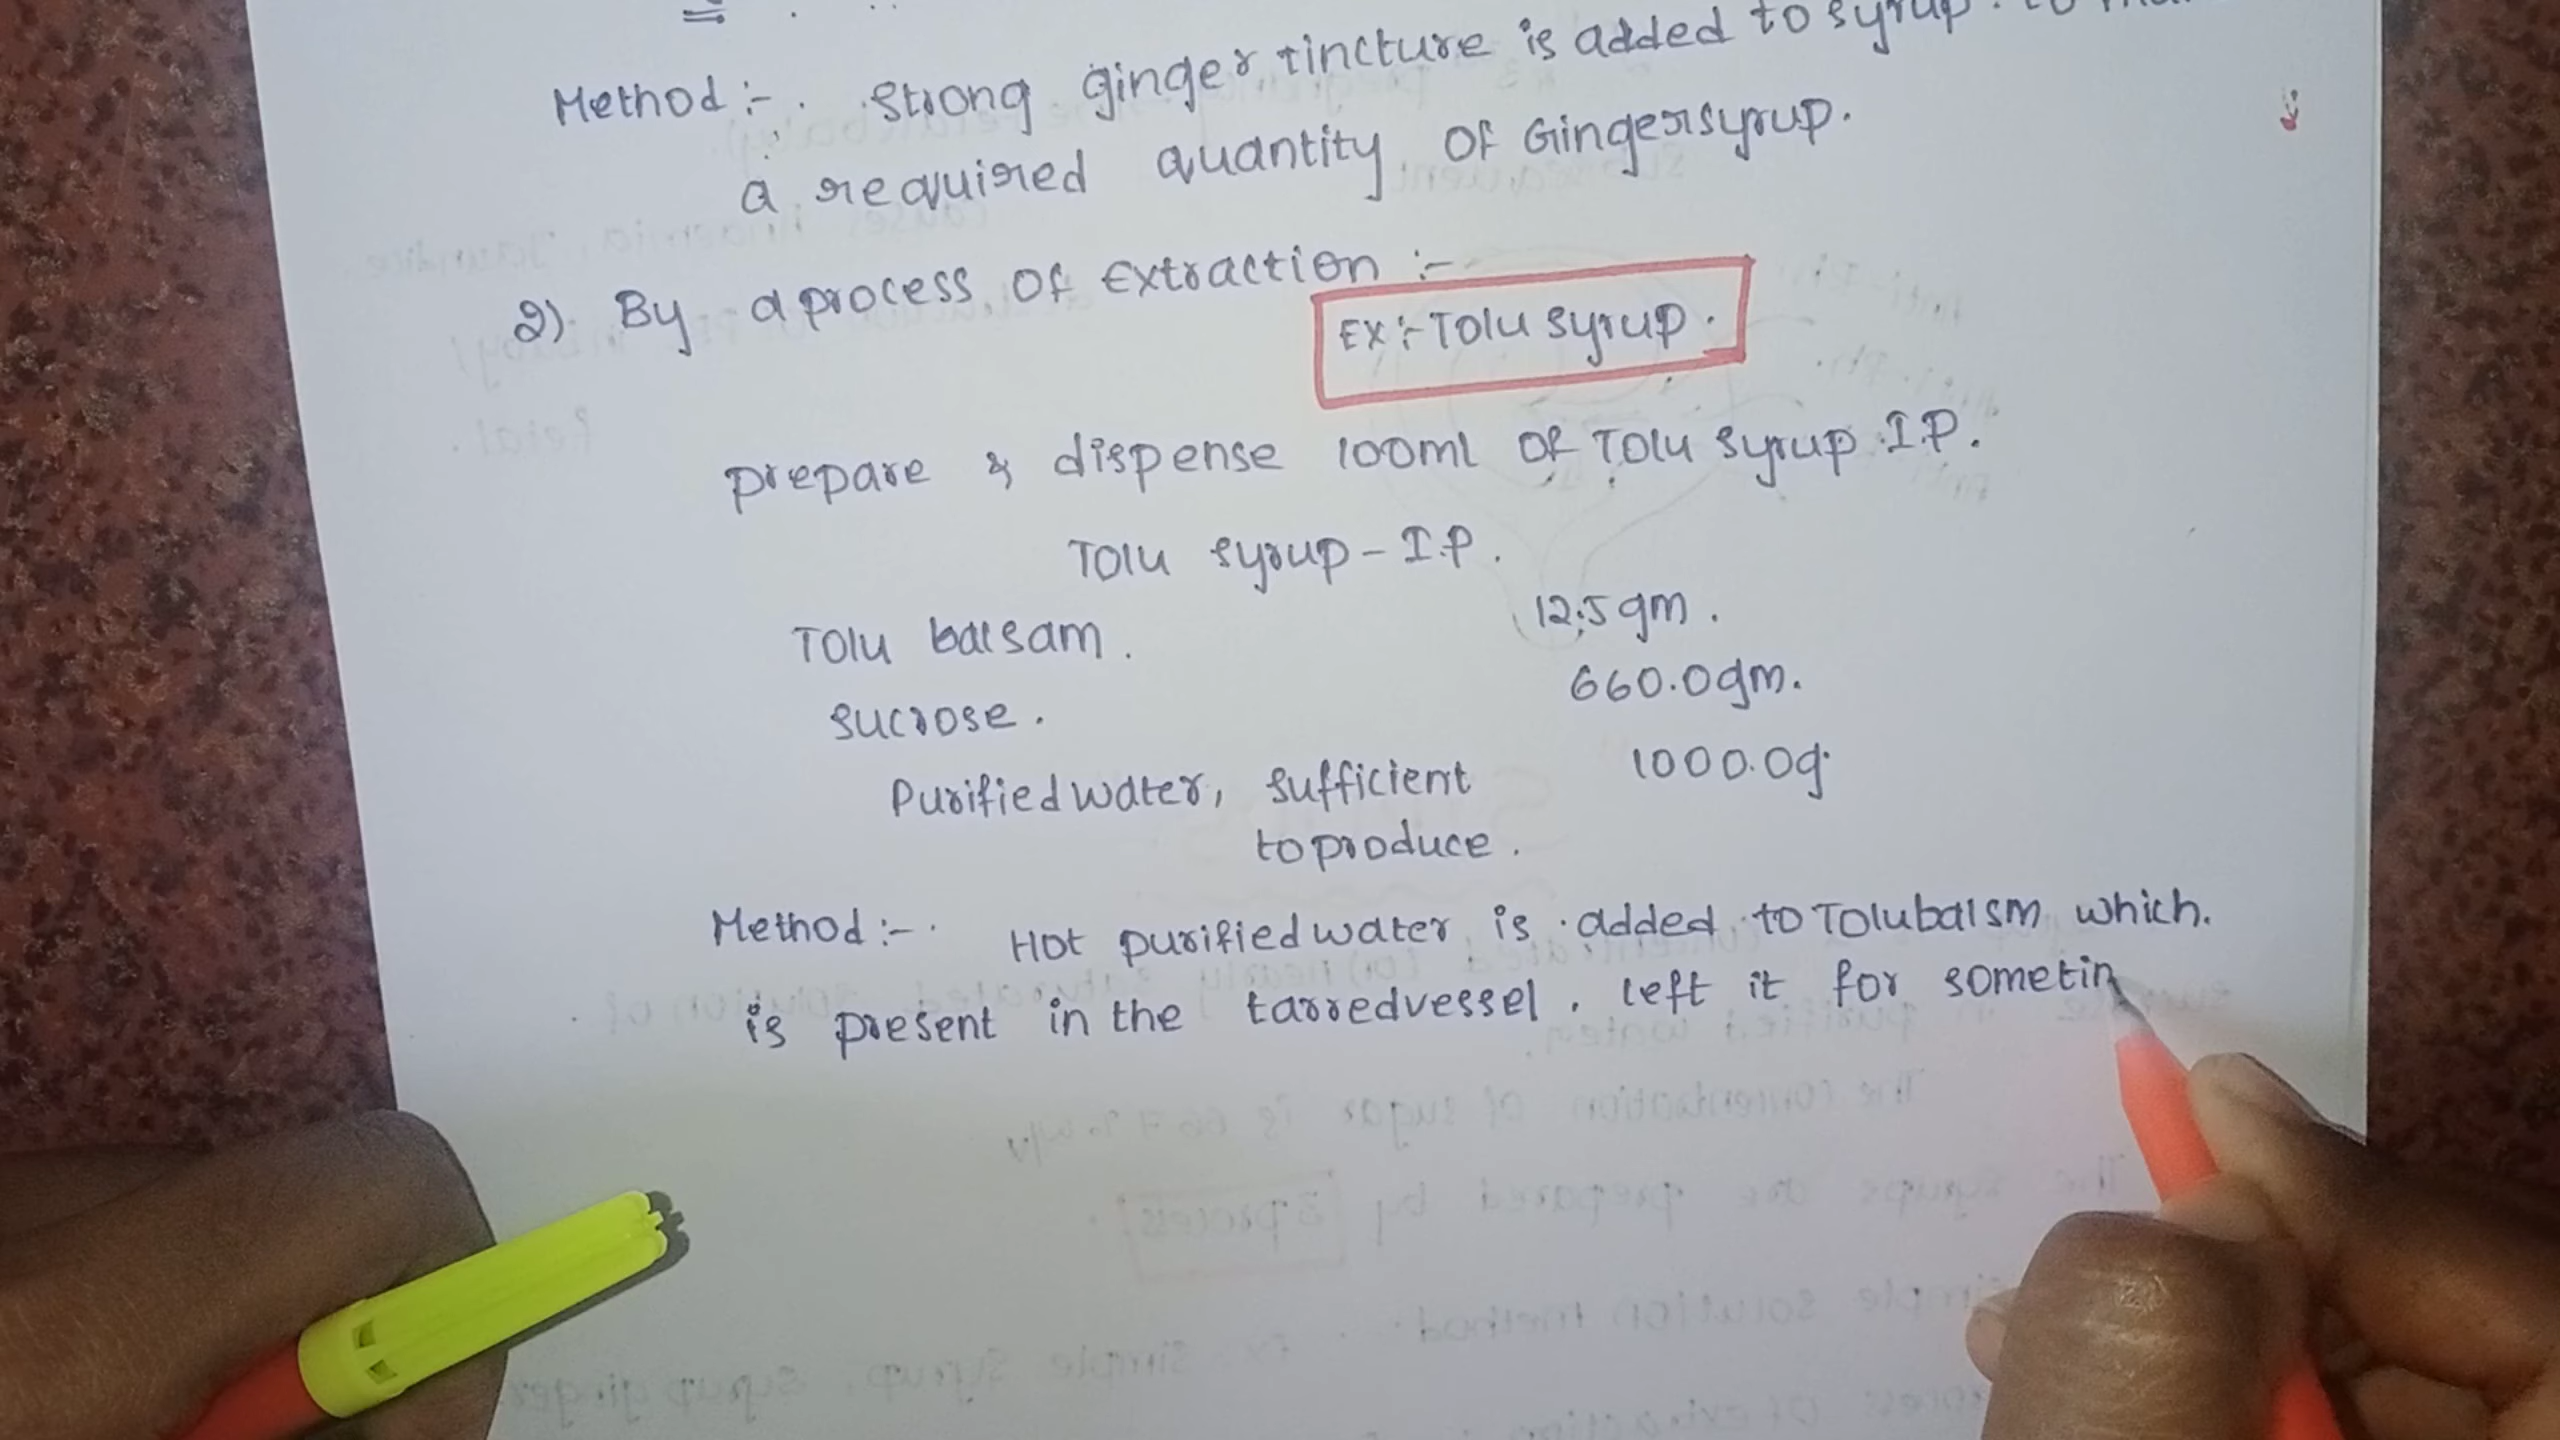 Method :- . Strong ginger tincture is added to syrup. to
a required quantity of Gingersyrup.
2) By a process of Extraction :-
EX :- Tolu syrup.
prepare & dispense 100ml of Tolu syrup I.P.
Tolu syrup - I.P.
Tolu balsam. 12.5 gm.
sucrose. 660.0gm.
Purified water, sufficient 1000.0g.
to produce.
Method :- . Hot purified water is added to Tolubalsm which.
is present in the tarredvessel. left it for sometin